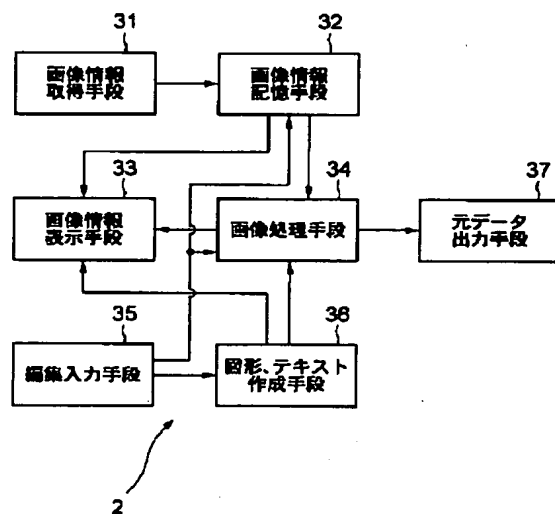 31
画像情報
取得手段
32
画像情報
記憶手段
33
画像情報
表示手段
34
画像処理手段
37
元データ
出力手段
35
編集入力手段
36
図形、テキスト
作成手段
2